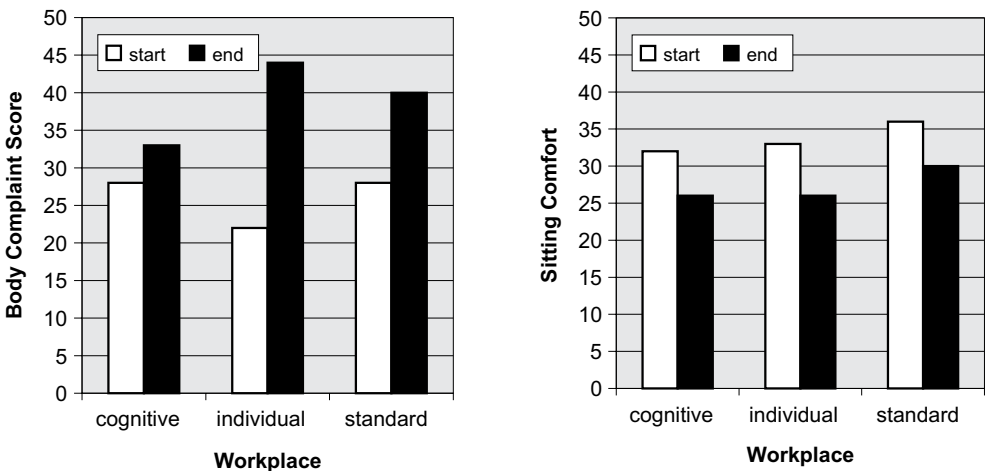 50
45
40
35
30
25
20
15
10
5
0
Body Complaint Score
start end
cognitive individual standard
Workplace
50
45
40
35
30
25
20
15
10
5
0
Sitting Comfort
start end
cognitive individual standard
Workplace